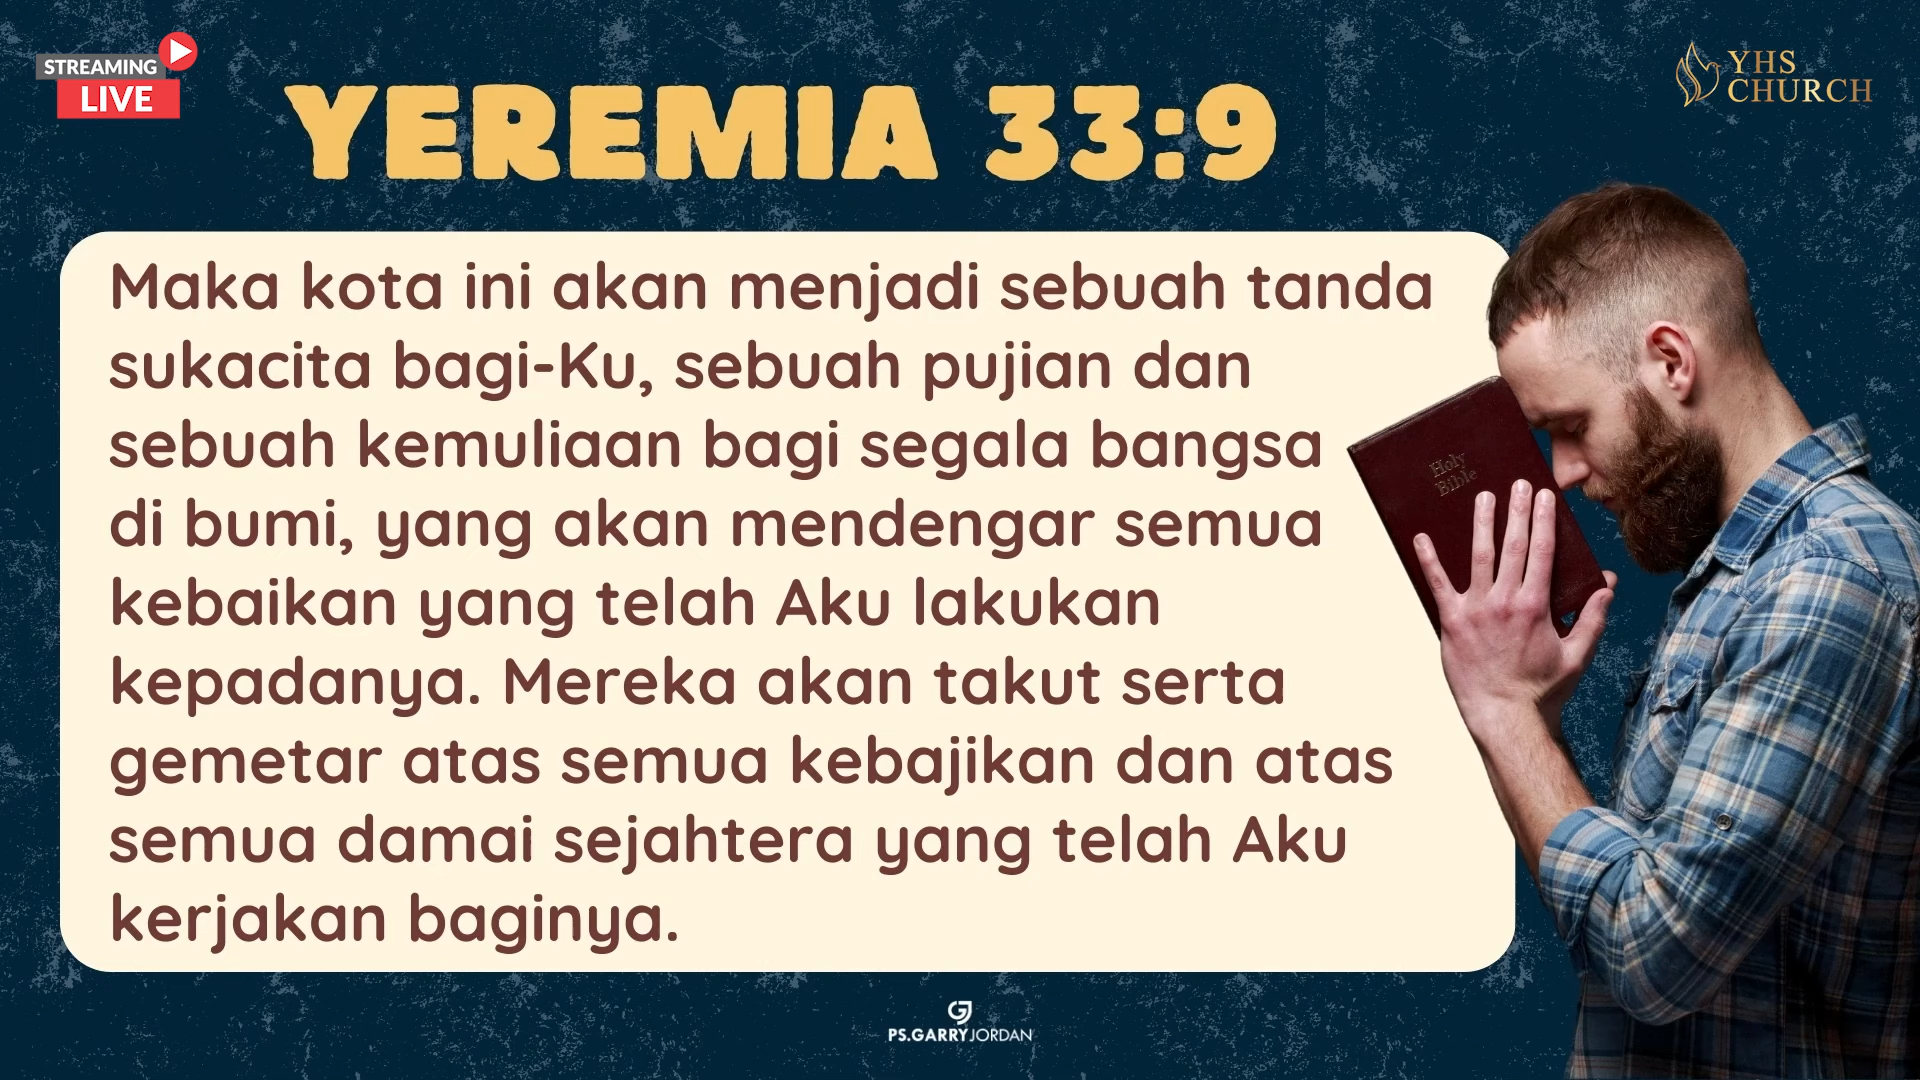 STREAMING
LIVE
YHS
CHURCH
YEREMIA 33:9
Maka kota ini akan menjadi sebuah tanda
sukacita bagi-Ku, sebuah pujian dan
sebuah kemuliaan bagi segala bangsa
di bumi, yang akan mendengar semua
kebaikan yang telah Aku lakukan
kepadanya. Mereka akan takut serta
gemetar atas semua kebajikan dan atas
semua damai sejahtera yang telah Aku
kerjakan baginya.
Holy
Bible
PS.GARRYJORDAN